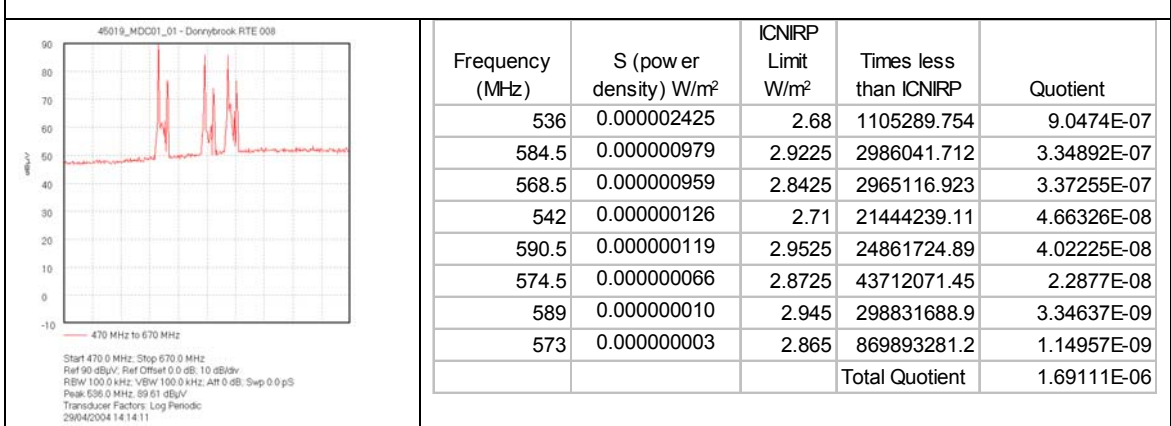 45019_MDC01_01 - Donnybrook RTE 008
90
80
70
60
50
40
30
20
10
0
-10
dBµV
470 MHz to 670 MHz
Start 470.0 MHz; Stop 670.0 MHz
Ref 90 dBµV; Ref Offset 0.0 dB; 10 dB/div
RBW 100.0 kHz; VBW 100.0 kHz; Att 0 dB; Swp 0.0 pS
Peak 536.0 MHz, 89.61 dBµV
Transducer Factors: Log Periodic
29/04/2004 14:14:11
Frequency (MHz) S (power density) W/m² ICNIRP Limit W/m² Times less than ICNIRP Quotient
536 0.000002425 2.68 1105289.754 9.0474E-07
584.5 0.000000979 2.9225 2986041.712 3.34892E-07
568.5 0.000000959 2.8425 2965116.923 3.37255E-07
542 0.000000126 2.71 21444239.11 4.66326E-08
590.5 0.000000119 2.9525 24861724.89 4.02225E-08
574.5 0.000000066 2.8725 43712071.45 2.2877E-08
589 0.000000010 2.945 298831688.9 3.34637E-09
573 0.000000003 2.865 869893281.2 1.14957E-09
Total Quotient 1.69111E-06